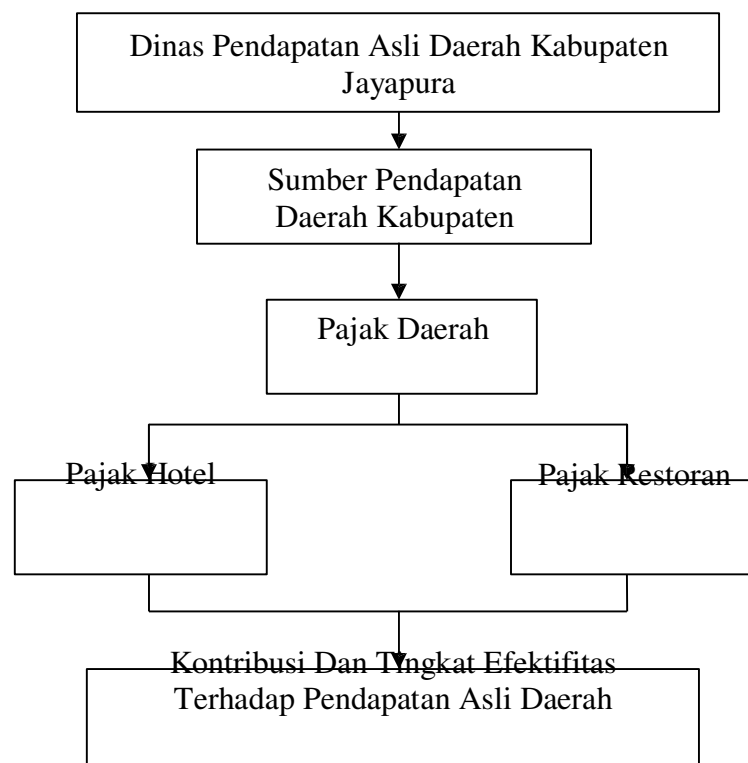 Dinas Pendapatan Asli Daerah Kabupaten
Jayapura
Sumber Pendapatan
Daerah Kabupaten
Pajak Daerah
Pajak Hotel
Pajak Restoran
Kontribusi Dan Tingkat Efektifitas
Terhadap Pendapatan Asli Daerah